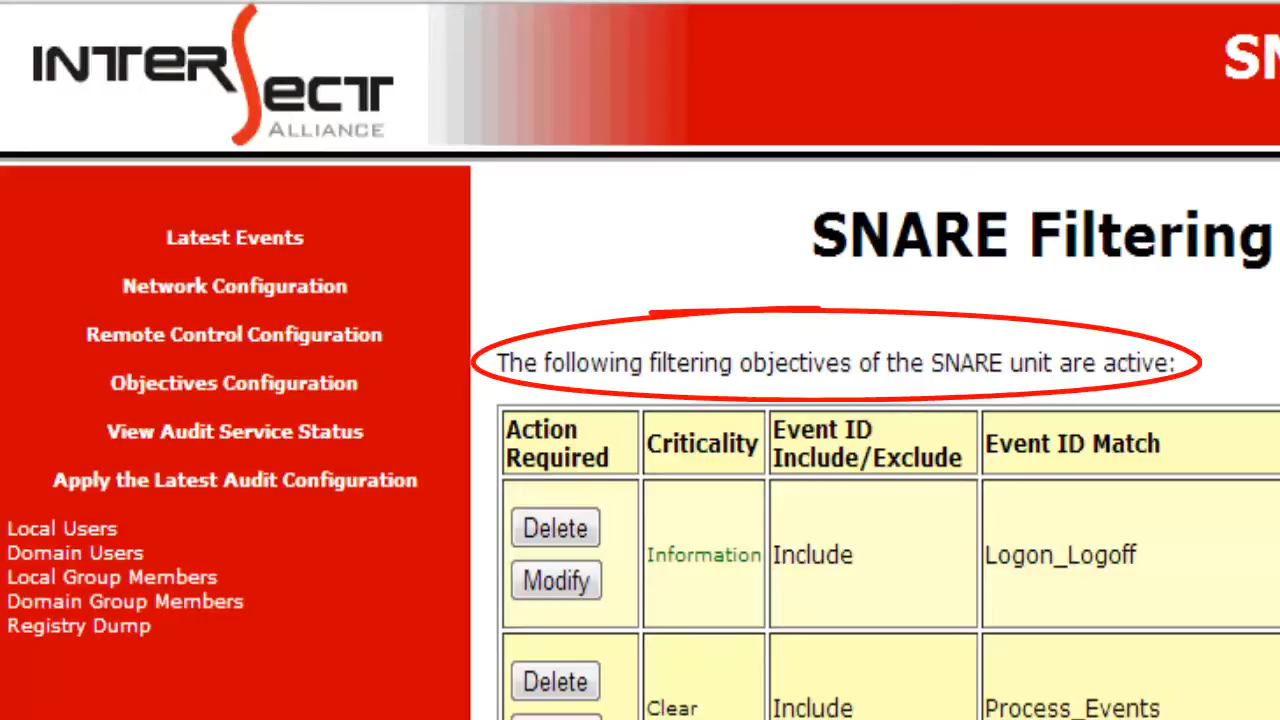 INTERSECT
ALLIANCE
SN
Latest Events
Network Configuration
Remote Control Configuration
Objectives Configuration
View Audit Service Status
Apply the Latest Audit Configuration
Local Users
Domain Users
Local Group Members
Domain Group Members
Registry Dump
SNARE Filtering
The following filtering objectives of the SNARE unit are active:
Action Required Criticality Event ID Include/Exclude Event ID Match
Delete
Modify
Information Include Logon_Logoff
Delete
Clear Include Process_Events